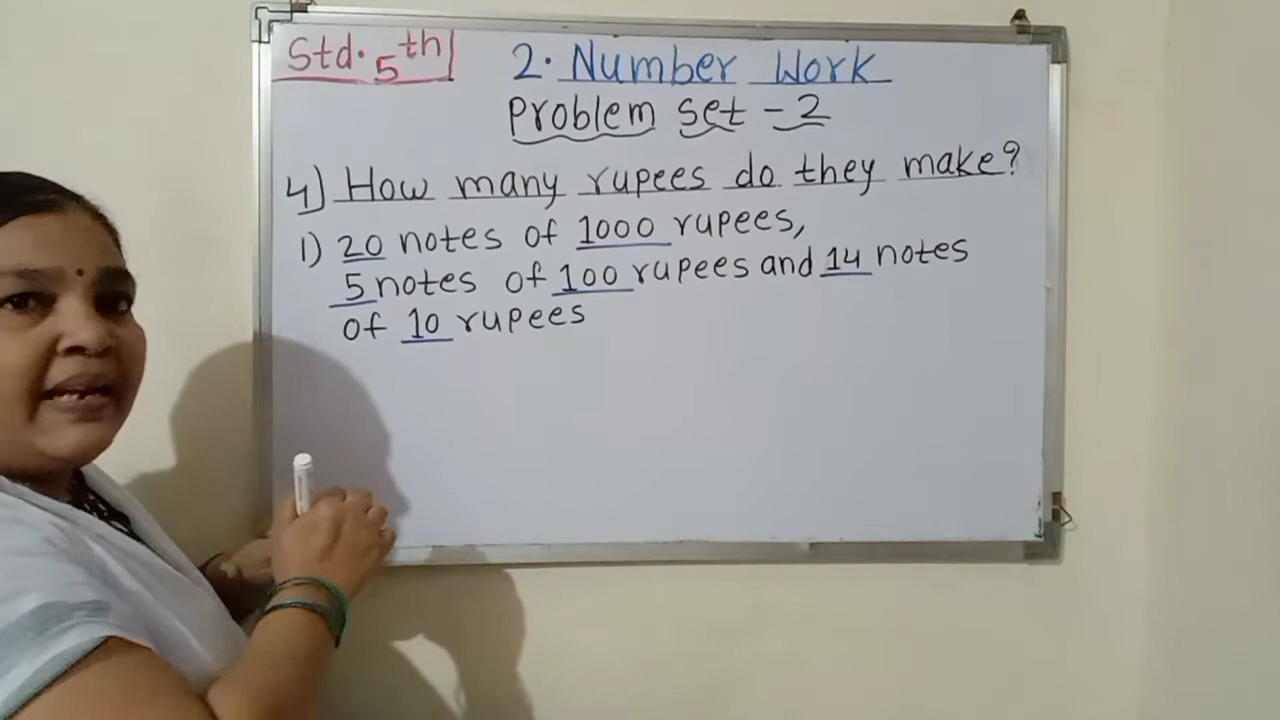 Std. 5th
2. Number Work
Problem set - 2
4) How many rupees do they make?
1) 20 notes of 1000 rupees,
5 notes of 100 rupees and 14 notes
of 10 rupees